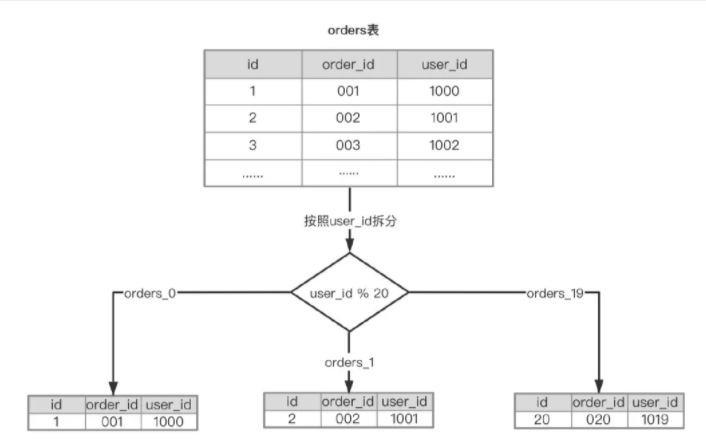 orders表
id order_id user_id
1 001 1000
2 002 1001
3 003 1002
...... ...... ......
按照user_id拆分
user_id % 20
orders_0
orders_19
orders_1
id order_id user_id
1 001 1000
id order_id user_id
2 002 1001
id order_id user_id
20 020 1019